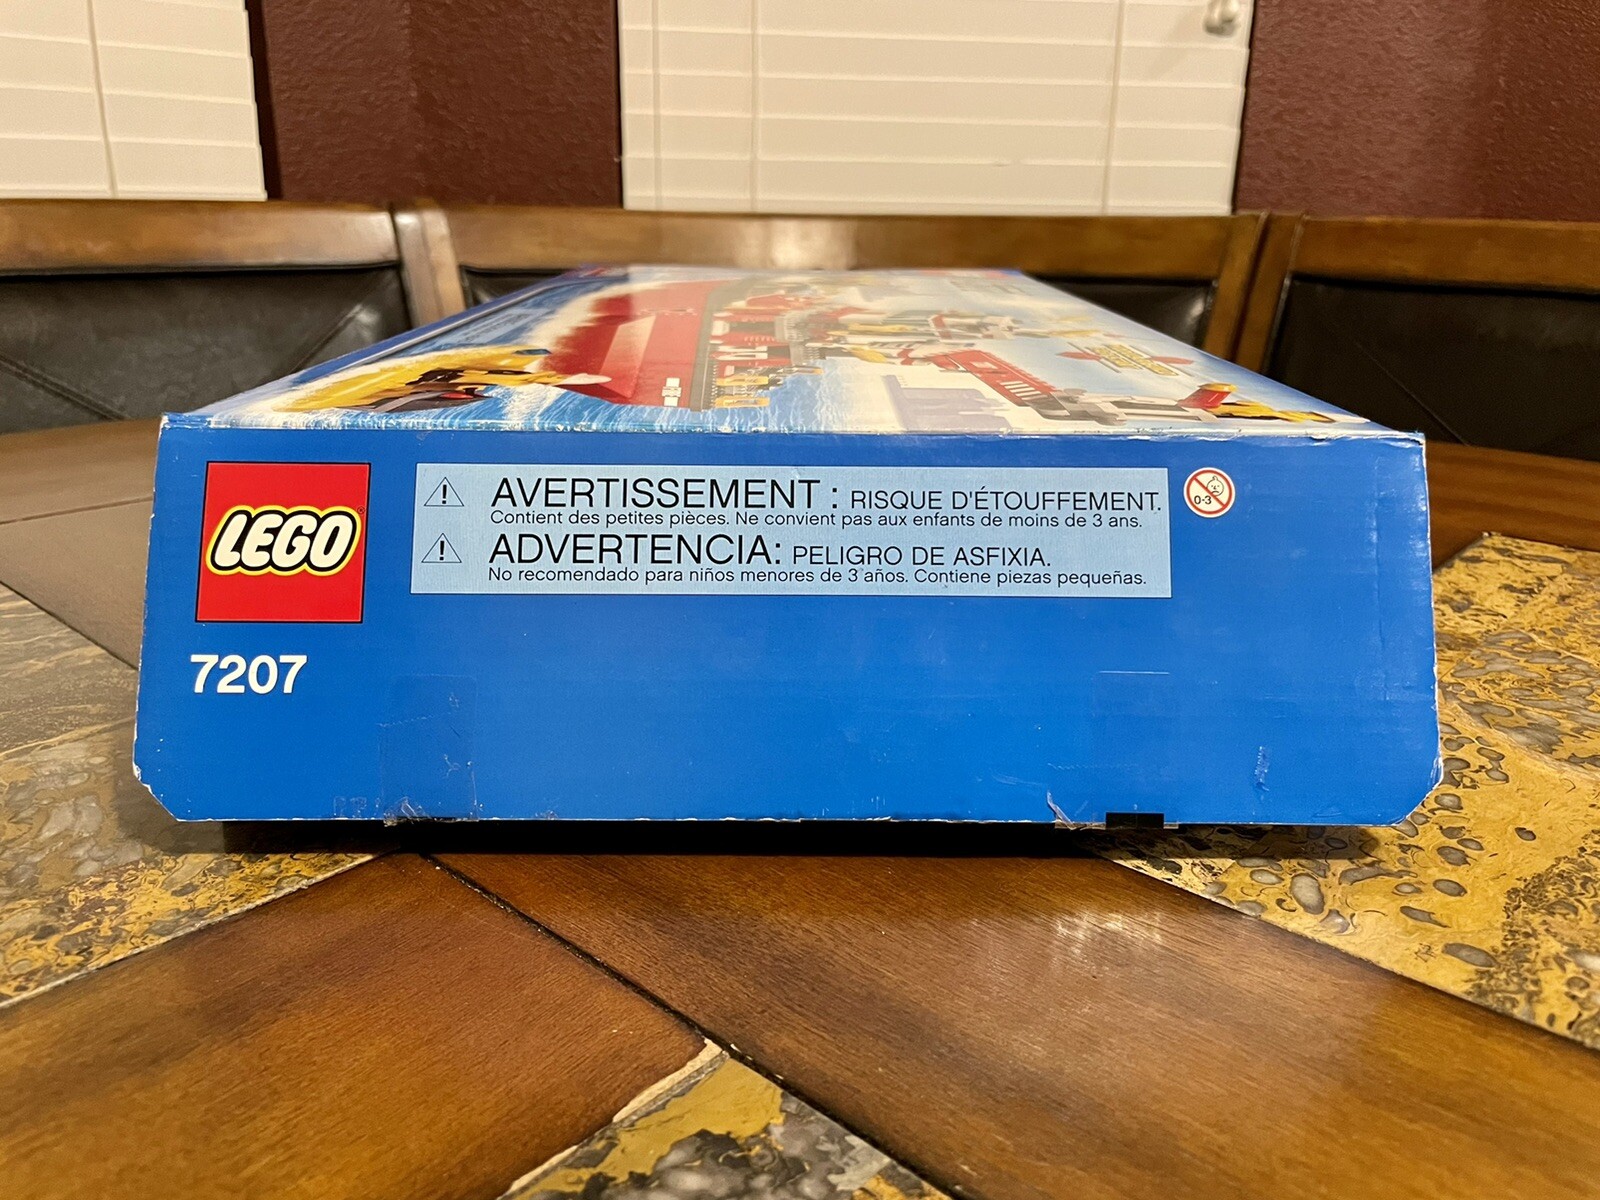 LEGO
7207
AVERTISSEMENT : RISQUE D'ÉTOUFFEMENT.
Contient des petites pièces. Ne convient pas aux enfants de moins de 3 ans.
ADVERTENCIA: PELIGRO DE ASFIXIA.
No recomendado para niños menores de 3 años. Contiene piezas pequeñas.
0-3